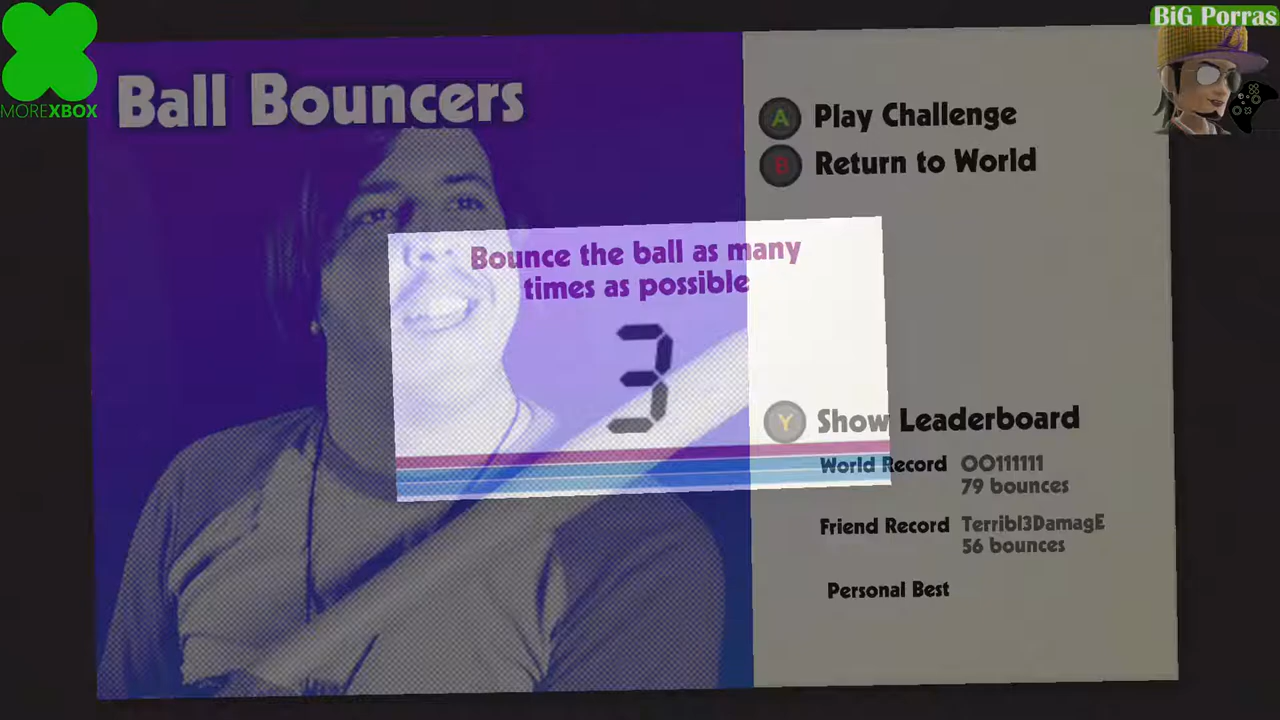 MOREXBOX
BiG Porras
Ball Bouncers
A Play Challenge
B Return to World
Bounce the ball as many
times as possible
3
Y Show Leaderboard
World Record OO111111
79 bounces
Friend Record Terribl3DamagE
56 bounces
Personal Best